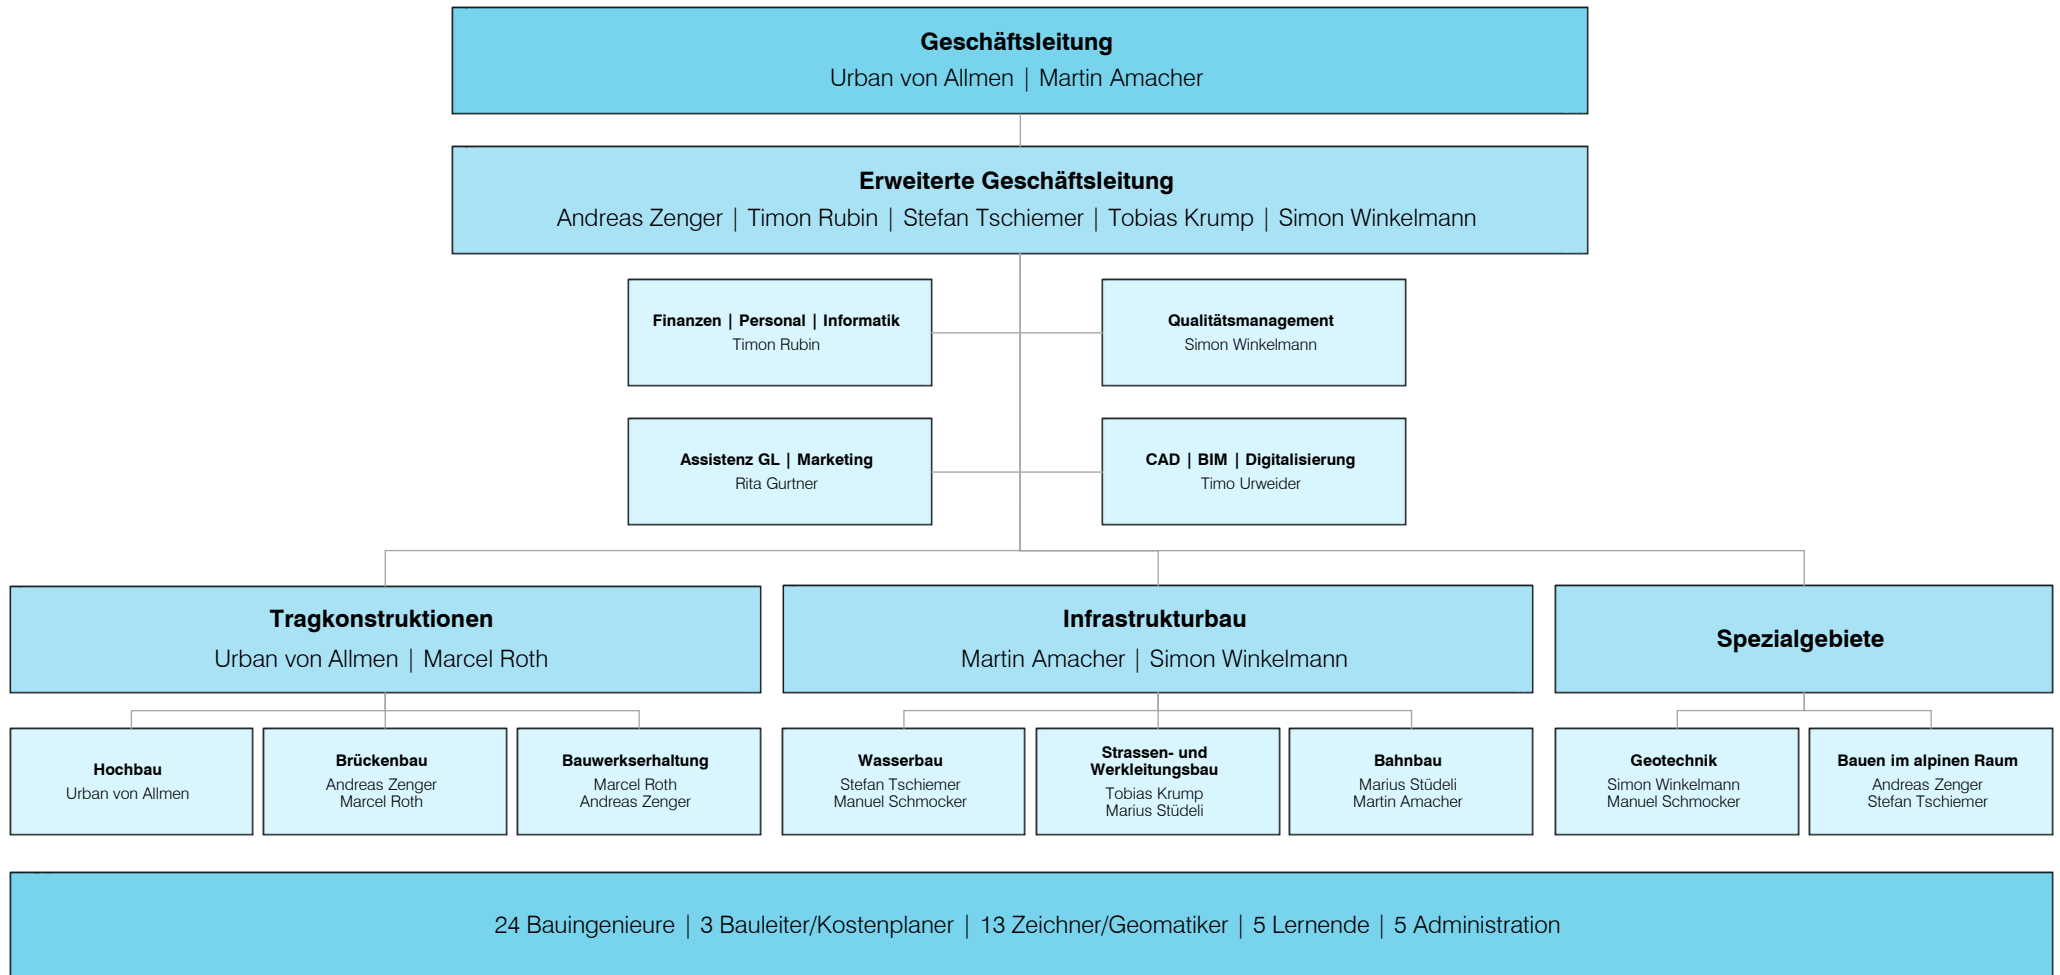 Geschäftsleitung
Urban von Allmen | Martin Amacher
Erweiterte Geschäftsleitung
Andreas Zenger | Timon Rubin | Stefan Tschiemer | Tobias Krump | Simon Winkelmann
Finanzen | Personal | Informatik
Timon Rubin
Qualitätsmanagement
Simon Winkelmann
Assistenz GL | Marketing
Rita Gurtner
CAD | BIM | Digitalisierung
Timo Urweider
Tragkonstruktionen
Urban von Allmen | Marcel Roth
Infrastrukturbau
Martin Amacher | Simon Winkelmann
Spezialgebiete
Hochbau
Urban von Allmen
Brückenbau
Andreas Zenger
Marcel Roth
Bauwerkserhaltung
Marcel Roth
Andreas Zenger
Wasserbau
Stefan Tschiemer
Manuel Schmocker
Strassen- und
Werkleitungsbau
Tobias Krump
Marius Stüdeli
Bahnbau
Marius Stüdeli
Martin Amacher
Geotechnik
Simon Winkelmann
Manuel Schmocker
Bauen im alpinen Raum
Andreas Zenger
Stefan Tschiemer
24 Bauingenieure | 3 Bauleiter/Kostenplaner | 13 Zeichner/Geomatiker | 5 Lernende | 5 Administration